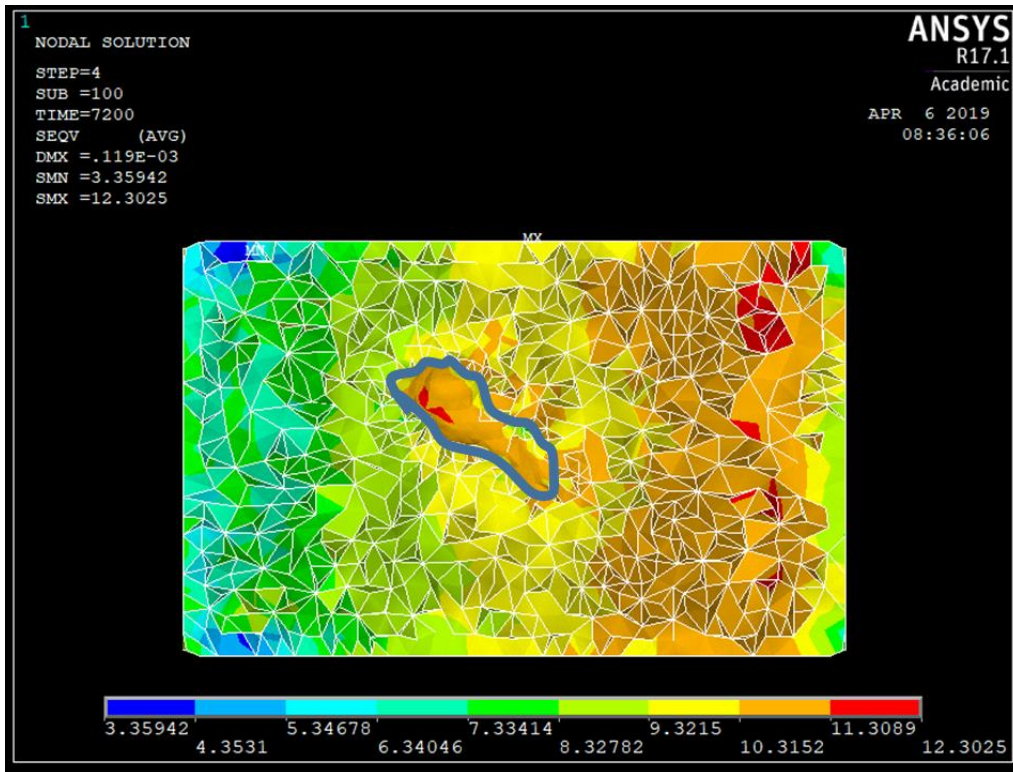 1
NODAL SOLUTION
STEP=4
SUB =100
TIME=7200
SEQV     (AVG)
DMX =.119E-03
SMN =3.35942
SMX =12.3025
ANSYS
R17.1
Academic
APR  6 2019
08:36:06
MX
MN
3.35942 5.34678 7.33414 9.3215 11.3089
4.3531 6.34046 8.32782 10.3152 12.3025